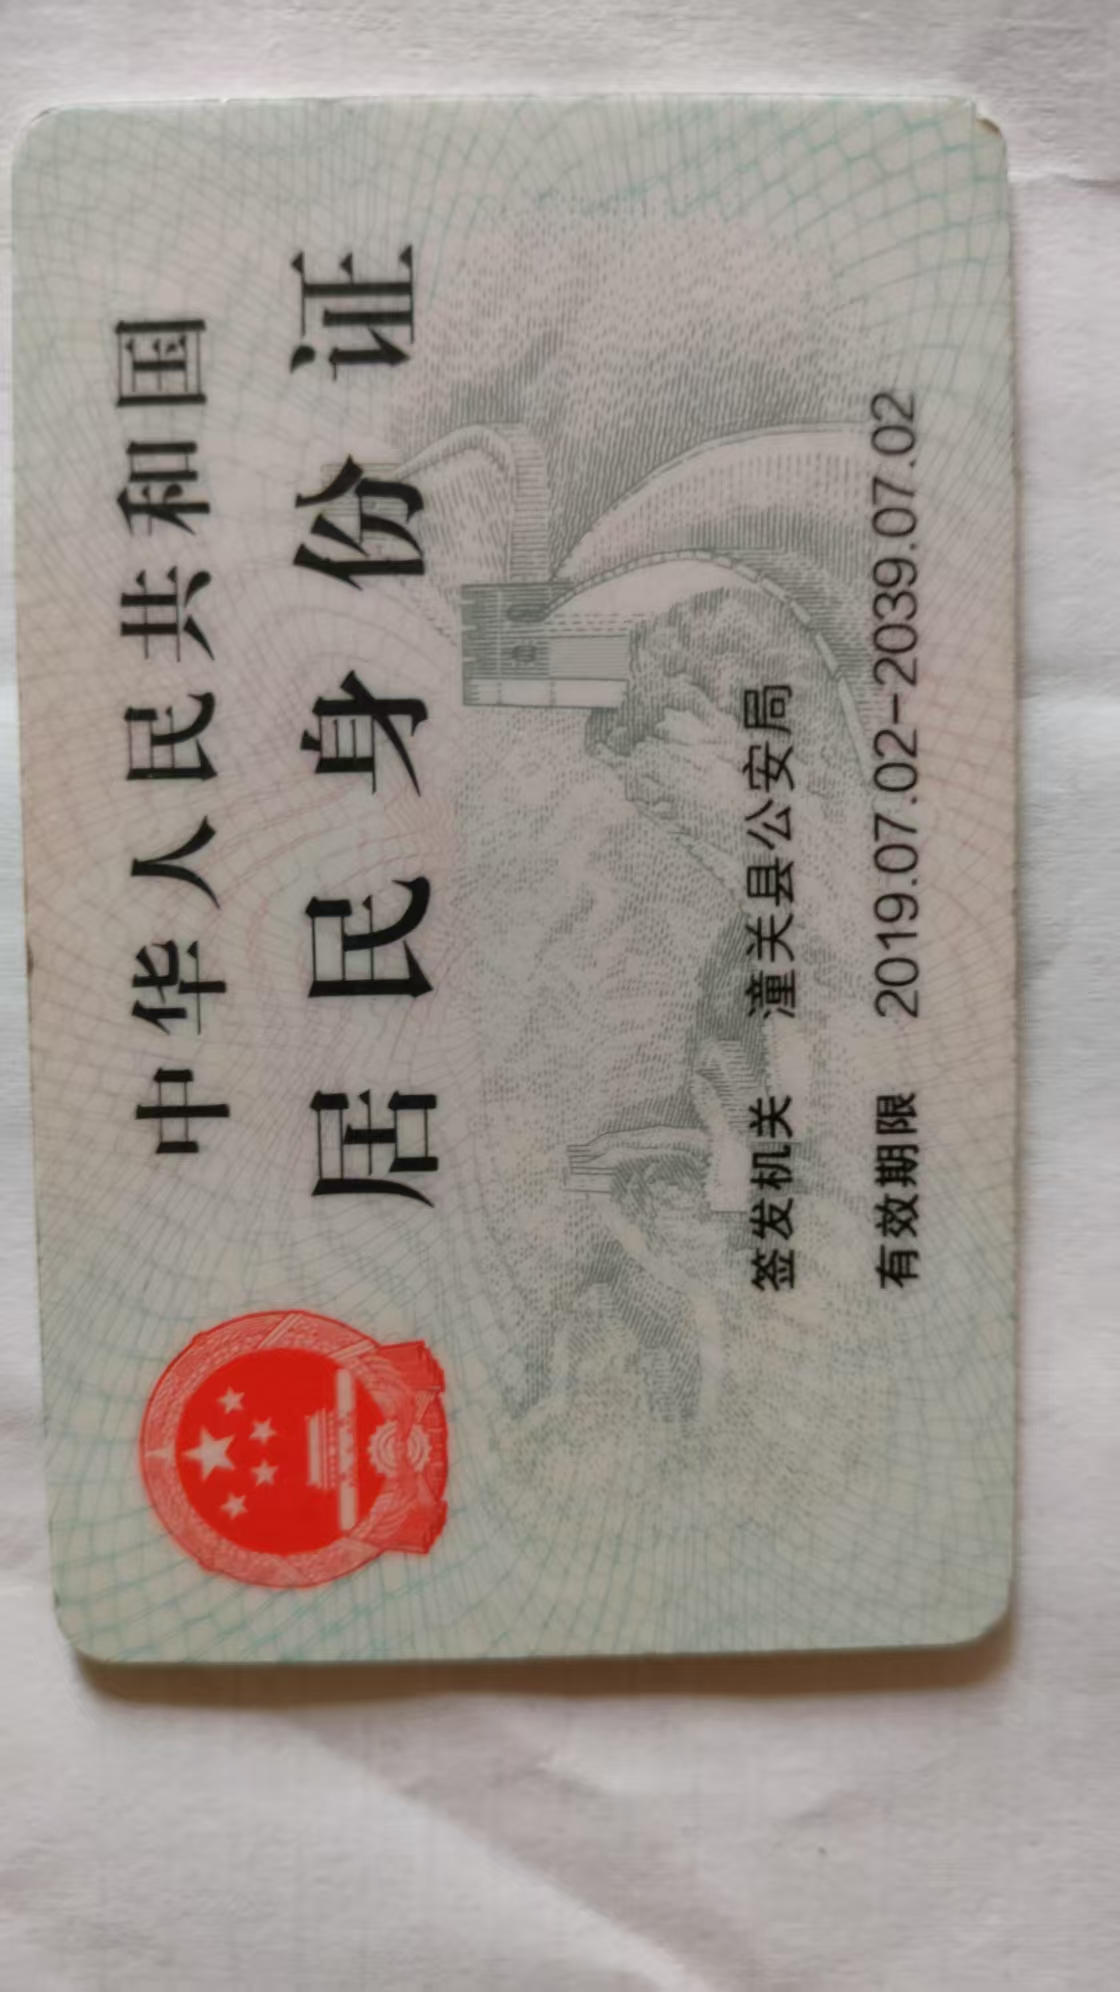 中华人民共和国
居民身份证
签发机关 潼关县公安局
有效期限 2019.07.02-2039.07.02